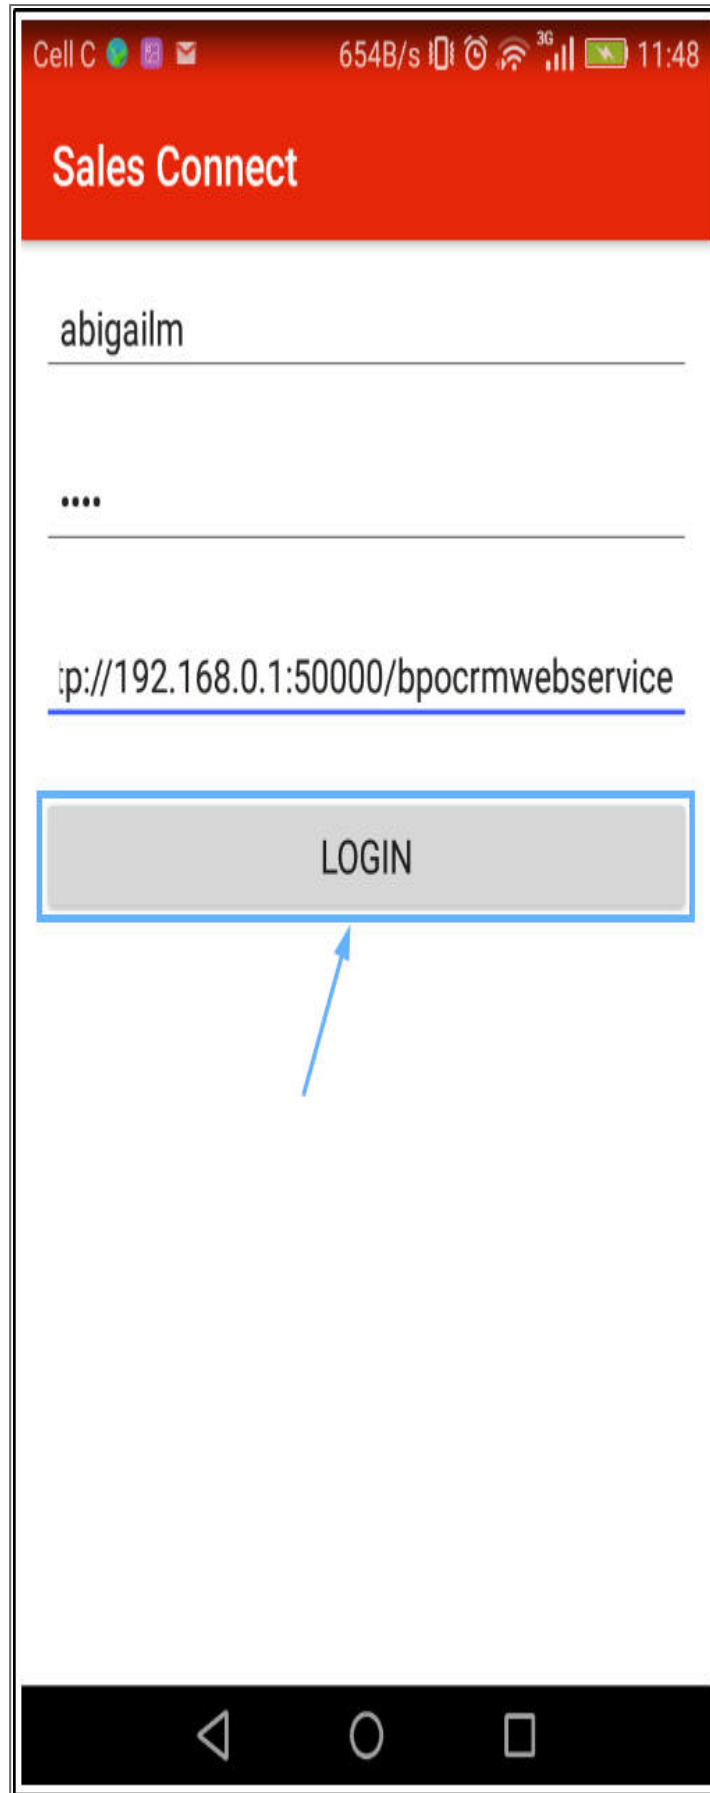 Cell C 654B/s 3G 11:48
Sales Connect
abigailm
••••
tp://192.168.0.1:50000/bpocrmwebservice
LOGIN